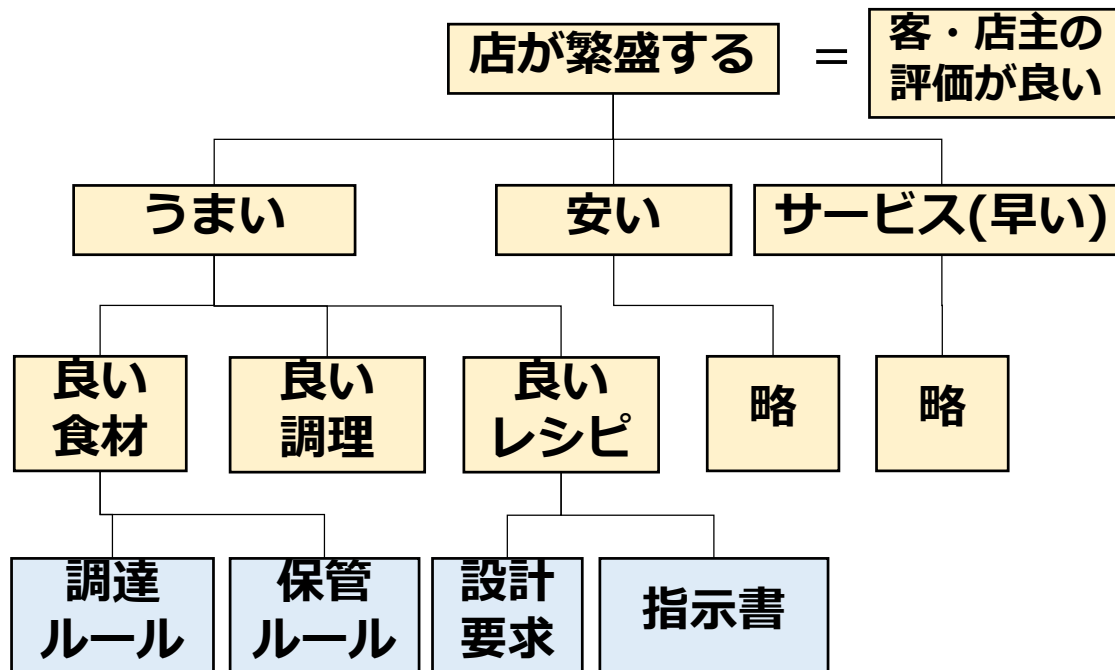 店が繁盛する
=
客・店主の
評価が良い
うまい
安い
サービス(早い)
良い
食材
良い
調理
良い
レシピ
略
略
調達
ルール
保管
ルール
設計
要求
指示書